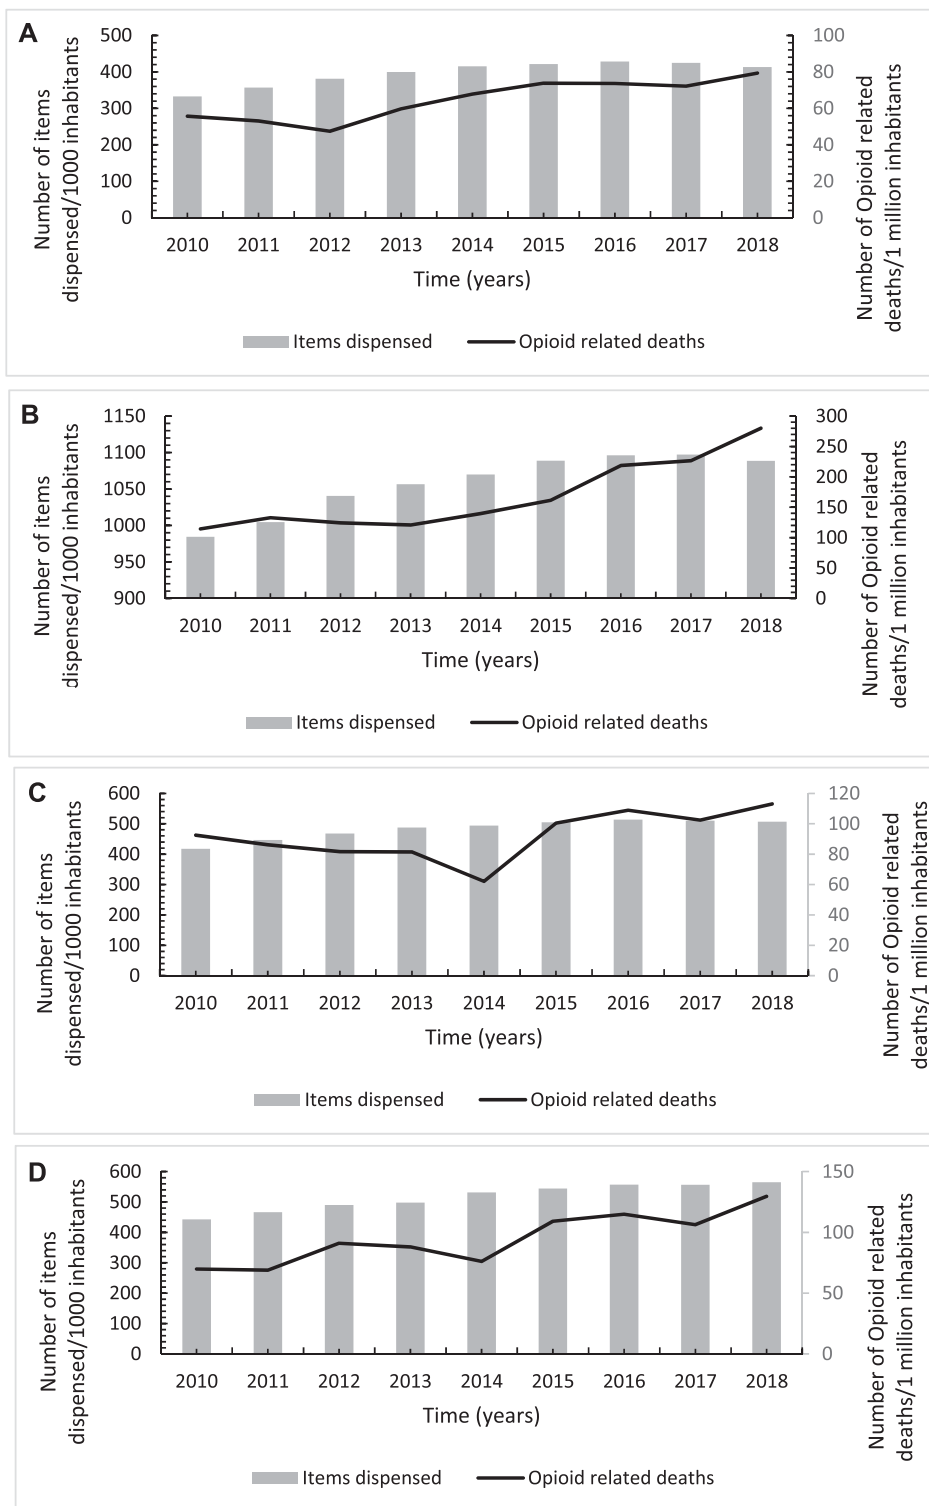 A
Number of items
dispensed/1000 inhabitants
500
400
300
200
100
0
2010 2011 2012 2013 2014 2015 2016 2017 2018
Time (years)
100
80
60
40
20
0
Number of Opioid related
deaths/1 million inhabitants
Items dispensed Opioid related deaths
B
Number of items
dispensed/1000 inhabitants
1150
1100
1050
1000
950
900
2010 2011 2012 2013 2014 2015 2016 2017 2018
Time (years)
300
250
200
150
100
50
0
Number of Opioid related
deaths/1 million inhabitants
Items dispensed Opioid related deaths
C
Number of items
dispensed/1000 inhabitants
600
500
400
300
200
100
0
2010 2011 2012 2013 2014 2015 2016 2017 2018
Time (years)
120
100
80
60
40
20
0
Number of Opioid related
deaths/1 million inhabitants
Items dispensed Opioid related deaths
D
Number of items
dispensed/1000 inhabitants
600
500
400
300
200
100
0
2010 2011 2012 2013 2014 2015 2016 2017 2018
Time (years)
150
100
50
0
Number of Opioid related
deaths/1 million inhabitants
Items dispensed Opioid related deaths